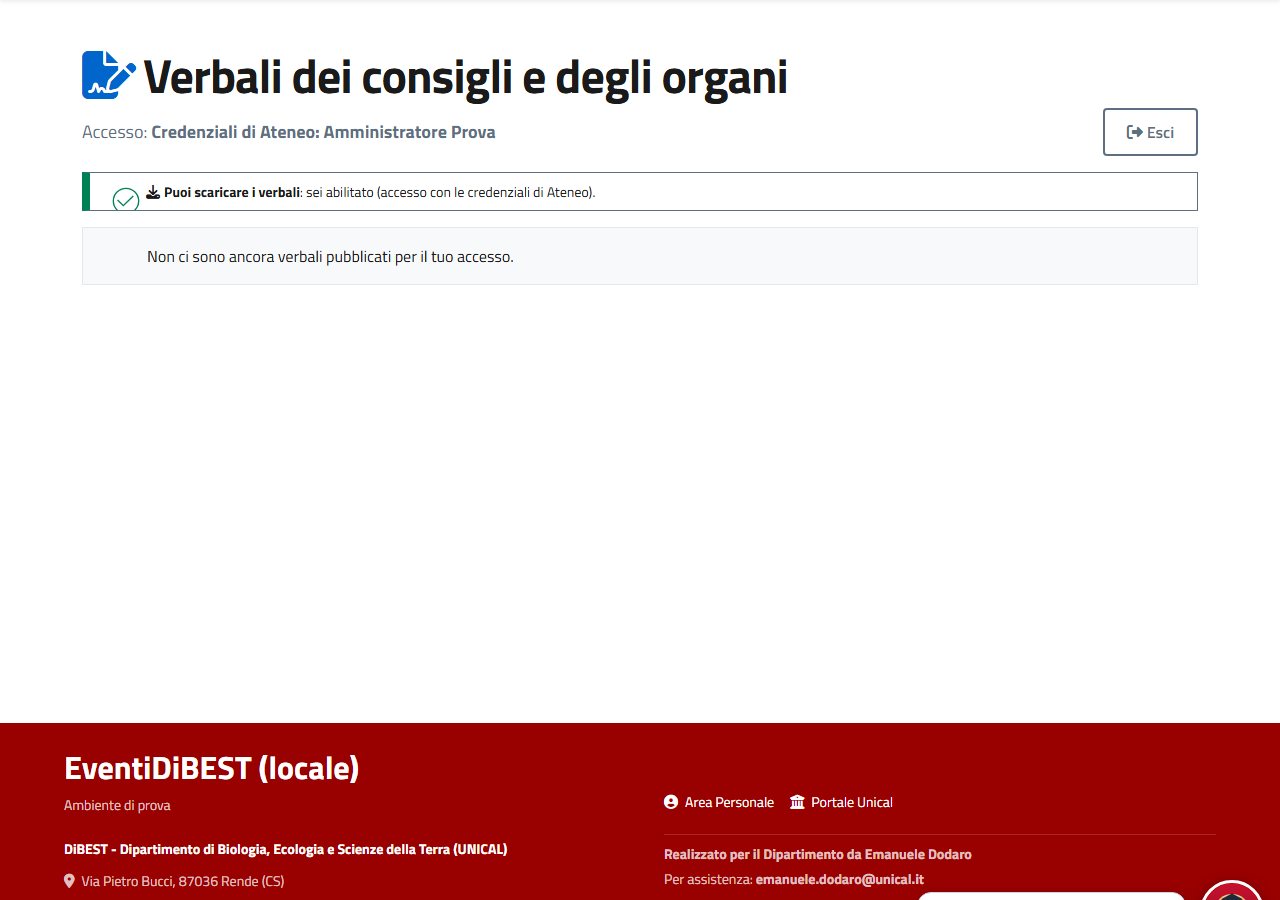 Verbali dei consigli e degli organi
Accesso: Credenziali di Ateneo: Amministratore Prova
Esci
Puoi scaricare i verbali: sei abilitato (accesso con le credenziali di Ateneo).
Non ci sono ancora verbali pubblicati per il tuo accesso.
EventiDiBEST (locale)
Ambiente di prova
DiBEST - Dipartimento di Biologia, Ecologia e Scienze della Terra (UNICAL)
Via Pietro Bucci, 87036 Rende (CS)
Area Personale Portale Unical
Realizzato per il Dipartimento da Emanuele Dodaro
Per assistenza: emanuele.dodaro@unical.it